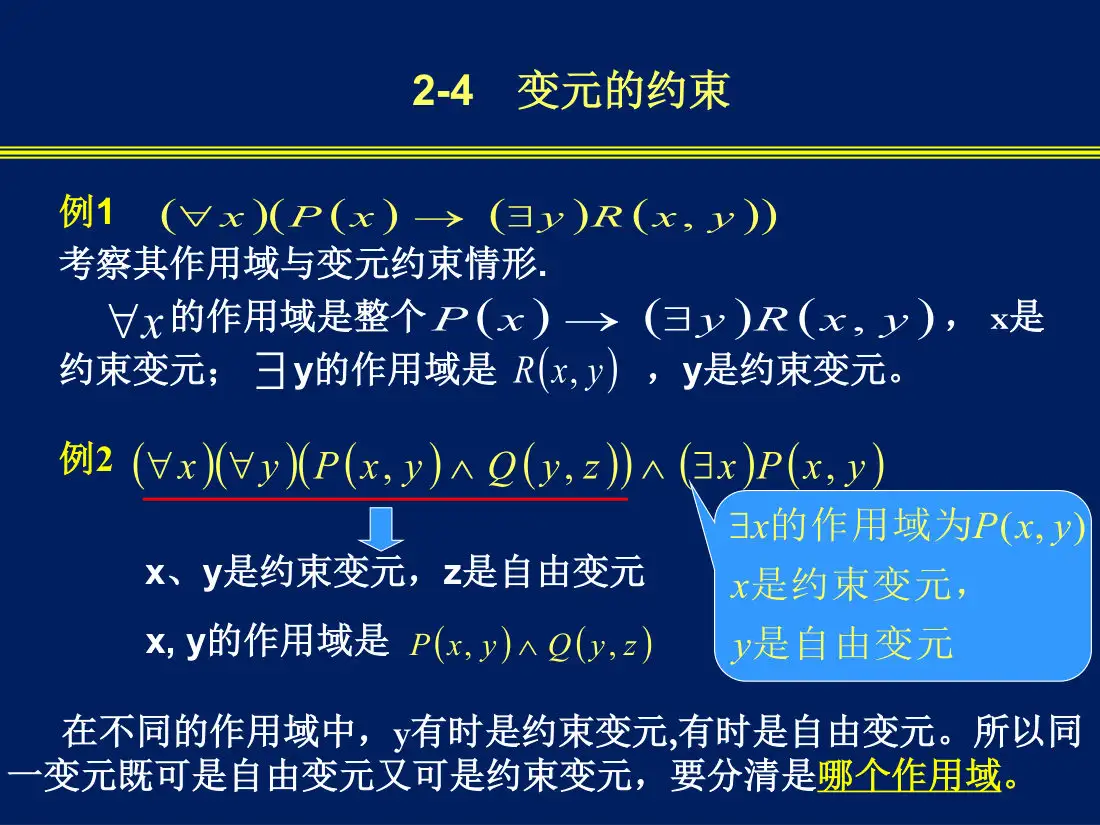 2-4 变元的约束
例1 (∀x)(P(x)→(∃y)R(x, y))
考察其作用域与变元约束情形.
∀x的作用域是整个P(x)→(∃y)R(x, y)， x是
约束变元； ∃y的作用域是 R(x, y) ，y是约束变元。
例2 (∀x)(∀y)(P(x, y)∧Q(y, z))∧(∃x)P(x, y)
∃x的作用域为P(x, y)
x是约束变元，
y是自由变元
x、y是约束变元，z是自由变元
x, y的作用域是 P(x, y)∧Q(y, z)
在不同的作用域中，y有时是约束变元,有时是自由变元。所以同
一变元既可是自由变元又可是约束变元，要分清是哪个作用域。